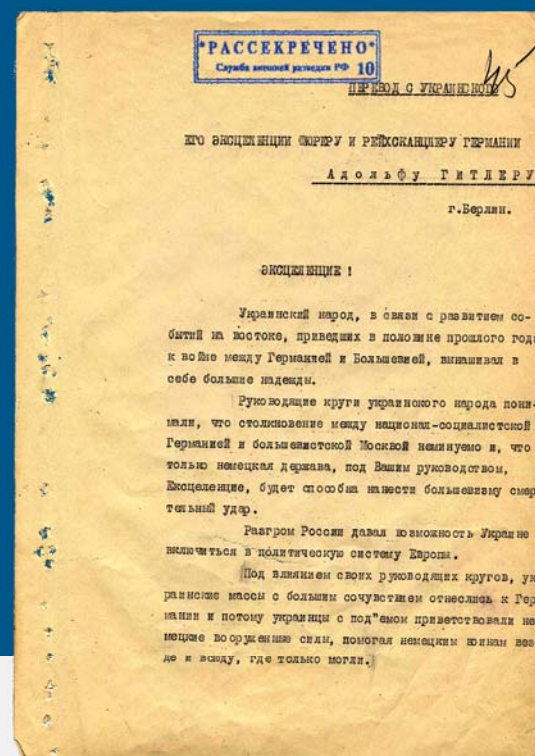 *РАССЕКРЕЧЕНО*
Служба внешней разведки РФ 10
45
ПЕРЕВОД С УКРАИНСКОГО
ЕГО ЭКСЦЕЛЕНЦИИ ФЮРЕРУ И РЕЙХСКАНЦЛЕРУ ГЕРМАНИИ
Адольфу ГИТЛЕРУ
г.Берлин.
ЭКСЦЕЛЕНЦИЕ !
Украинский народ, в связи с развитием со-
бытий на востоке, приведших в половине прошлого года
к войне между Германией и Большевией, вынашивал в
себе большие надежды.
Руководящие круги украинского народа пони-
мали, что столкновение между национал-социалистской
Германией и большевистской Москвой неминуемо и, что
только немецкая держава, под Вашим руководством,
Ексцеленцие, будет способна нанести большевизму смер
тельный удар.
Разгром России давал возможность Украине
включиться в политическую систему Европы.
Под влиянием своих руководящих кругов, ук
раинские массы с большим сочувствием отнеслись к Гер
мании и потому украинцы с под"емом приветствовали не
мецкие вооруженные силы, помогая немецким воинам вез
де и всюду, где только могли.